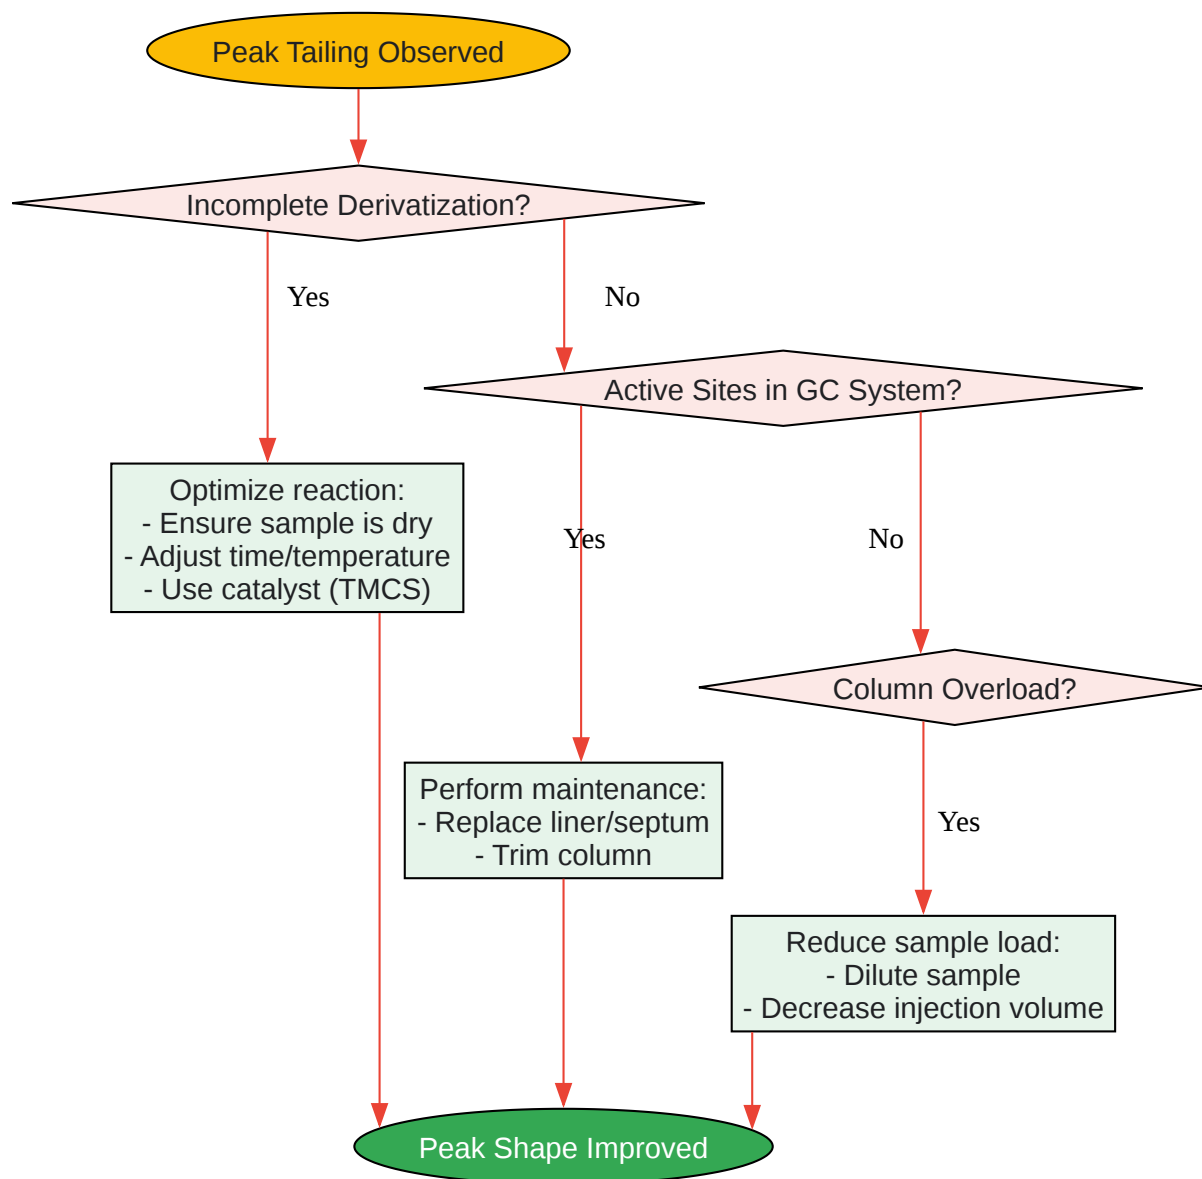 Peak Tailing Observed
Incomplete Derivatization?
Yes
No
Active Sites in GC System?
Optimize reaction:
- Ensure sample is dry
- Adjust time/temperature
- Use catalyst (TMCS)
Yes
No
Column Overload?
Perform maintenance:
- Replace liner/septum
- Trim column
Yes
Reduce sample load:
- Dilute sample
- Decrease injection volume
Peak Shape Improved